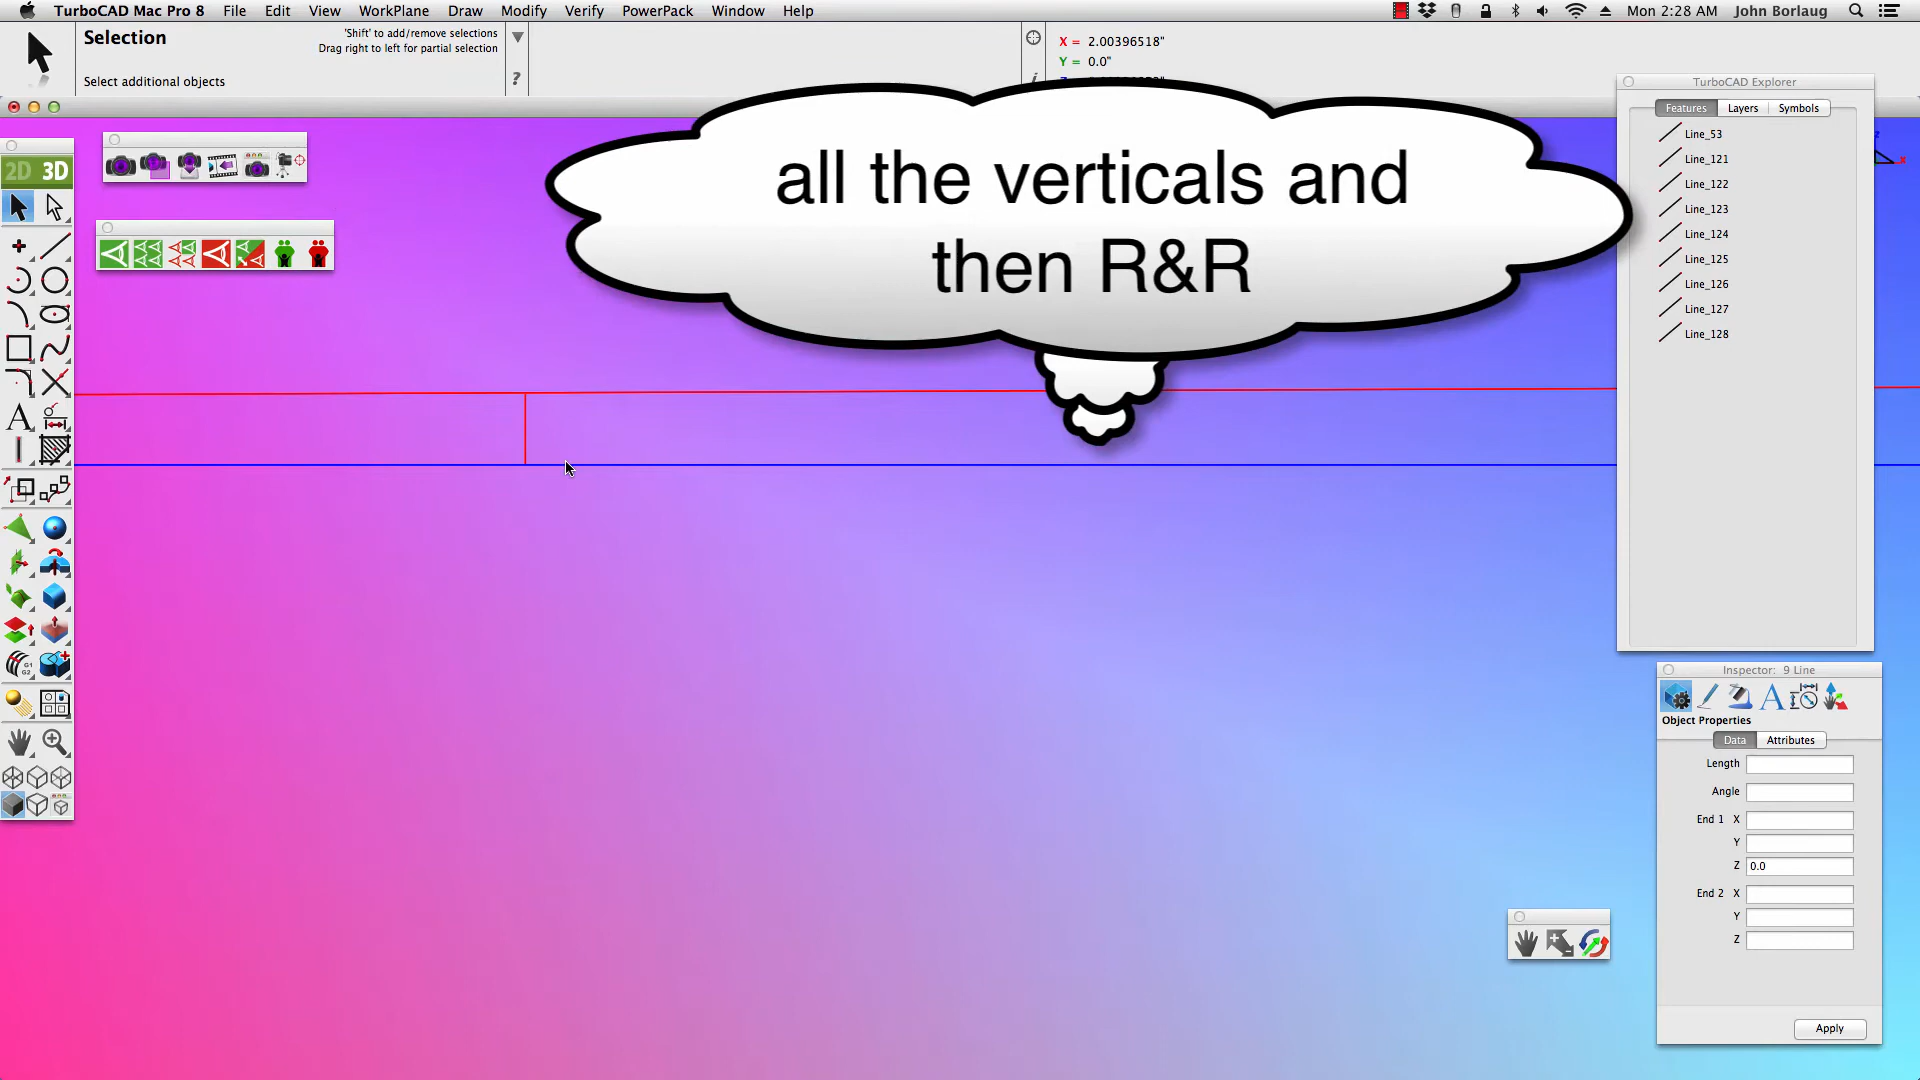 TurboCAD Mac Pro 8 File Edit View WorkPlane Draw Modify Verify PowerPack Window Help Mon 2:28 AM John Borlaug
Selection
'Shift' to add/remove selections
Drag right to left for partial selection
Select additional objects
?
X = 2.00396518"
Y = 0.0"
all the verticals and
then R&R
TurboCAD Explorer
Features Layers Symbols
Line_53
Line_121
Line_122
Line_123
Line_124
Line_125
Line_126
Line_127
Line_128
2D 3D
A
G1
G2
z
x
Inspector: 9 Line
Object Properties
Data Attributes
Length
Angle
End 1 X
Y
Z 0.0
End 2 X
Y
Z
Apply